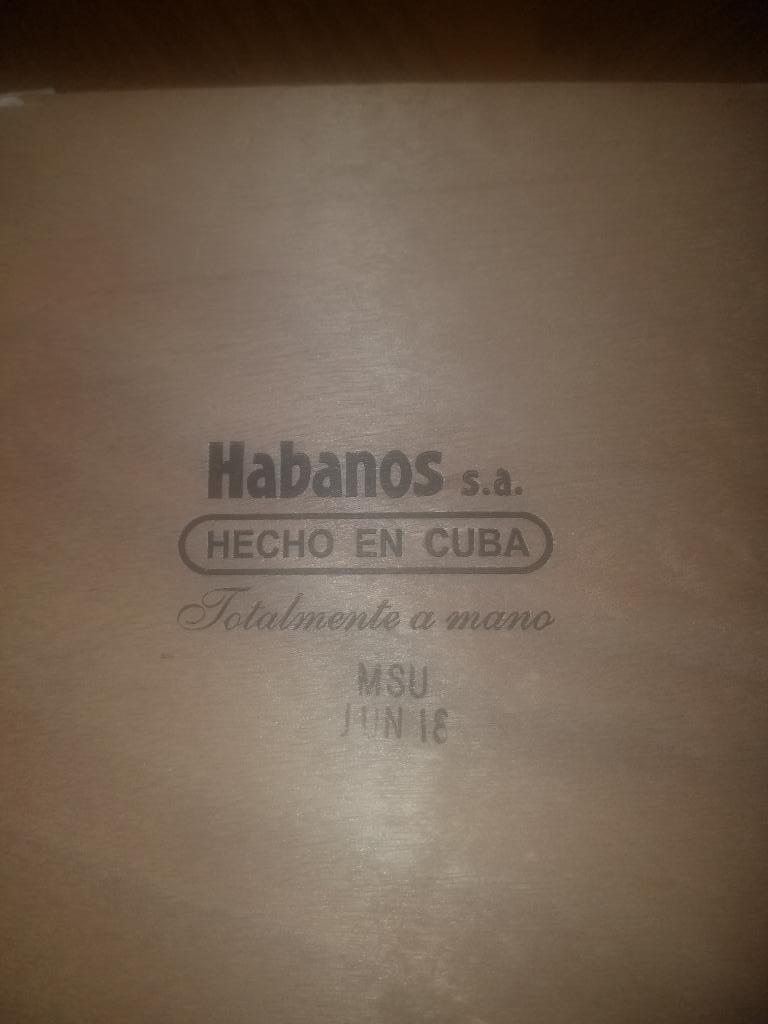 Habanos s.a.
HECHO EN CUBA
Totalmente a mano
MSU
JUN 18